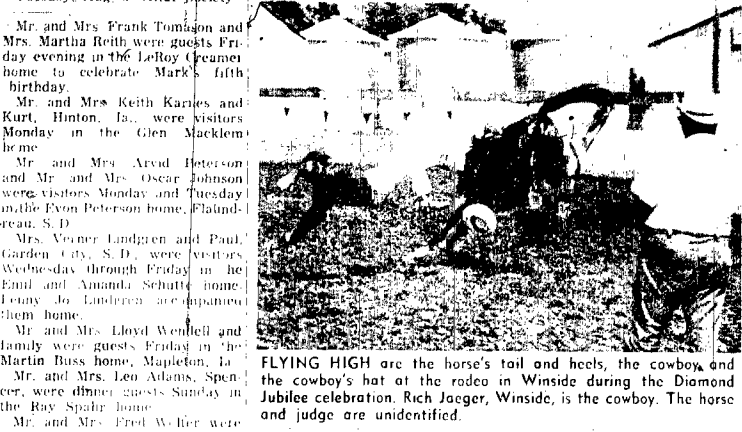 Mr. and Mrs Frank Tomason and
Mrs. Martha Reith were guests Fri-
day evening in the LeRoy Creamer
home to celebrate Mark's fifth
birthday.
Mr. and Mrs Keith Karnes and
Kurt, Hinton, Ia., were visitors
Monday in the Glen Macklem
home
Mr and Mrs Arvid Peterson
and Mr and Mrs Oscar Johnson
were visitors Monday and Tuesday
in the Evon Peterson home, Flaund-
reau, S. D
Mrs. Verner Lindgren and Paul,
Garden City, S. D., were visitors
Wednesday through Friday in he
Emil and Amanda Schutte home.
Jo Lindgren accompanied
them home.
Mr and Mrs Lloyd Wendell and
family were guests Friday in the
Martin Buss home, Mapleton, Ia
Mr. and Mrs. Leo Adams, Spen-
cer, were dinner guests Sunday in
the Ray Spahr home
Mr. and Mrs Fred were
FLYING HIGH are the horse's tail and heels, the cowboy and
the cowboy's hat at the rodeo in Winside during the Diamond
Jubilee celebration. Rich Jaeger, Winside, is the cowboy. The horse
and judge are unidentified.